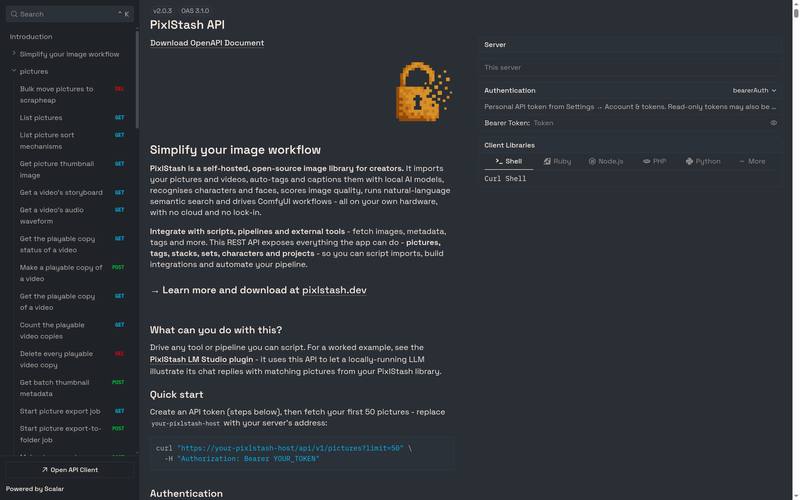 Search
^ K
Introduction
Simplify your image workflow
pictures
Bulk move pictures to scrapheap
DEL
List pictures
GET
List picture sort mechanisms
GET
Get picture thumbnail image
GET
Get a video's storyboard
GET
Get a video's audio waveform
GET
Get the playable copy status of a video
GET
Make a playable copy of a video
POST
Get the playable copy of a video
GET
Count the playable video copies
GET
Delete every playable video copy
DEL
Get batch thumbnail metadata
POST
Start picture export job
GET
Start picture export-to-folder job
POST
Open API Client
Powered by Scalar
v2.0.3
OAS 3.1.0
PixlStash API
Download OpenAPI Document
Simplify your image workflow
PixlStash is a self-hosted, open-source image library for creators. It imports
your pictures and videos, auto-tags and captions them with local AI models,
recognises characters and faces, scores image quality, runs natural-language
semantic search and drives ComfyUI workflows - all on your own hardware,
with no cloud and no lock-in.
Integrate with scripts, pipelines and external tools - fetch images, metadata,
tags and more. This REST API exposes everything the app can do - pictures,
tags, stacks, sets, characters and projects - so you can script imports, build
integrations and automate your pipeline.
→ Learn more and download at pixlstash.dev
What can you do with this?
Drive any tool or pipeline you can script. For a worked example, see the
PixlStash LM Studio plugin - it uses this API to let a locally-running LLM
illustrate its chat replies with matching pictures from your PixlStash library.
Quick start
Create an API token (steps below), then fetch your first 50 pictures - replace
your-pixlstash-host with your server's address:
curl "https://your-pixlstash-host/api/v1/pictures?limit=50" \
-H "Authorization: Bearer YOUR_TOKEN"
Authentication
Server
This server
Authentication
bearerAuth
Personal API token from Settings → Account & tokens. Read-only tokens may also be ...
Bearer Token: Token
Client Libraries
Shell
Ruby
Node.js
PHP
Python
More
Curl Shell